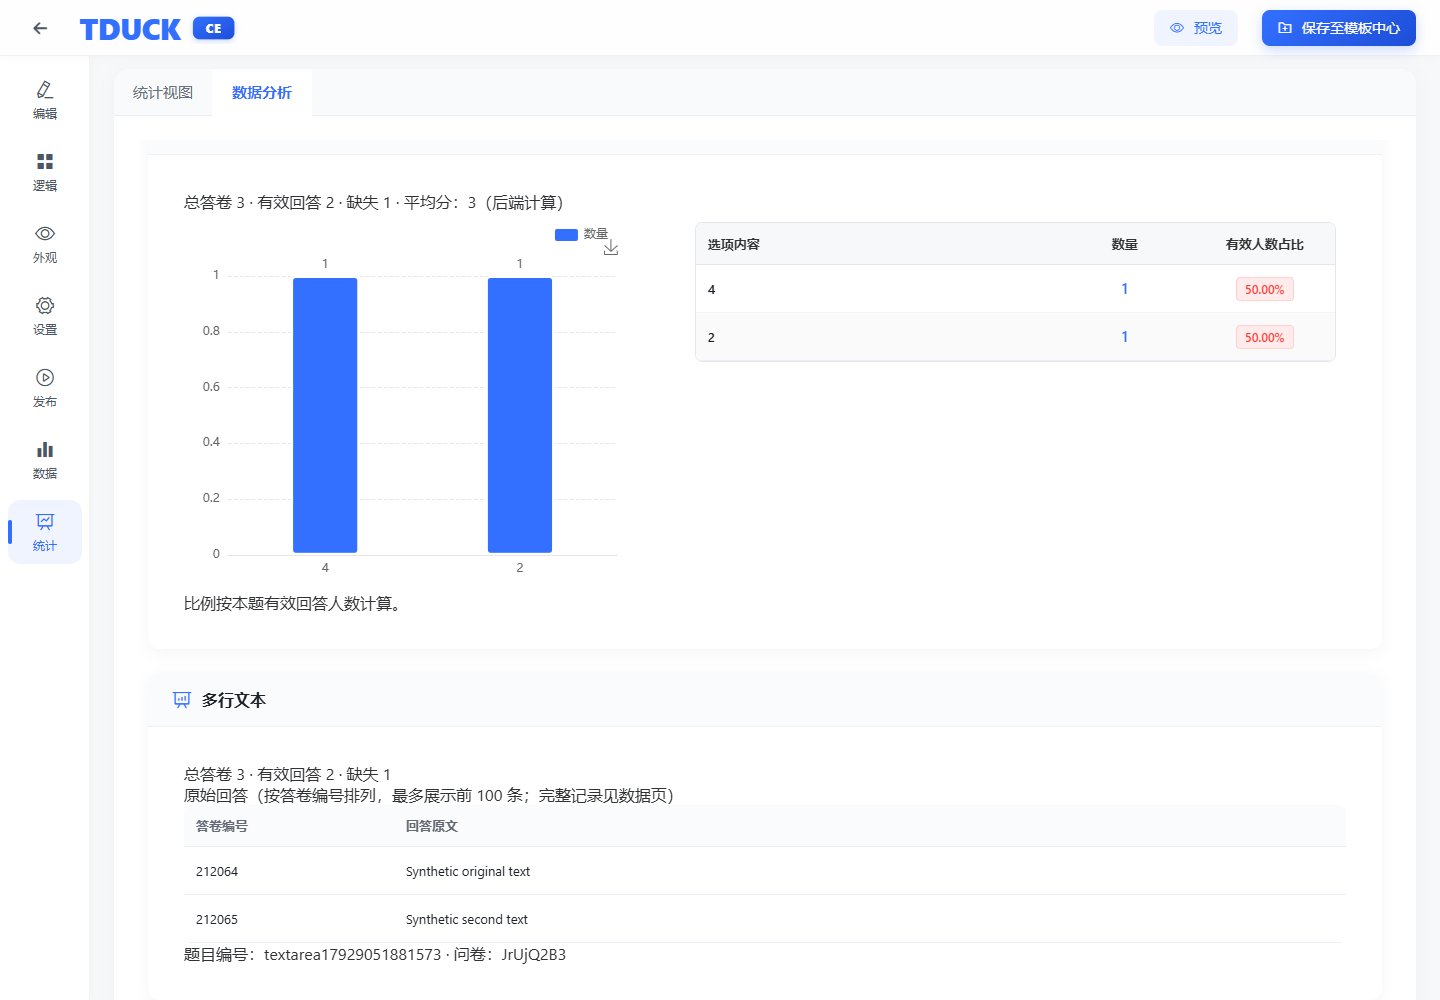 TDUCK CE
预览
保存至模板中心
编辑
逻辑
外观
设置
发布
数据
统计
统计视图
数据分析
总答卷 3 · 有效回答 2 · 缺失 1 · 平均分：3（后端计算）
数量
1 1
1
0.8
0.6
0.4
0.2
0
4 2
选项内容 数量 有效人数占比
4 1 50.00%
2 1 50.00%
比例按本题有效回答人数计算。
多行文本
总答卷 3 · 有效回答 2 · 缺失 1
原始回答（按答卷编号排列，最多展示前 100 条；完整记录见数据页）
答卷编号 回答原文
212064 Synthetic original text
212065 Synthetic second text
题目编号：textarea17929051881573 · 问卷：JrUjQ2B3